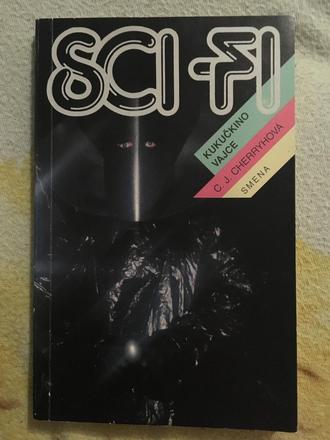 SCI-FI
KUKUČKINO
VAJCE
C. J. CHERRYHOVÁ
SMENA